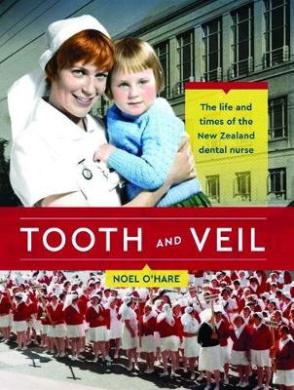 The life and
times of the
New Zealand
dental nurse
TOOTH AND VEIL
NOEL O'HARE